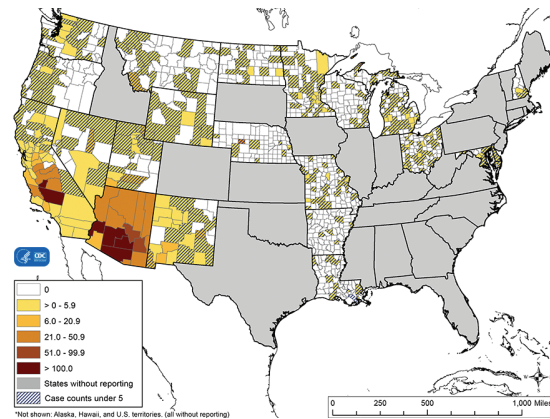 CDC
0
> 0 - 5.9
6.0 - 20.9
21.0 - 50.9
51.0 - 99.9
> 100.0
States without reporting
Case counts under 5
0 250 500 1,000 Miles
*Not shown: Alaska, Hawaii, and U.S. territories. (all without reporting)